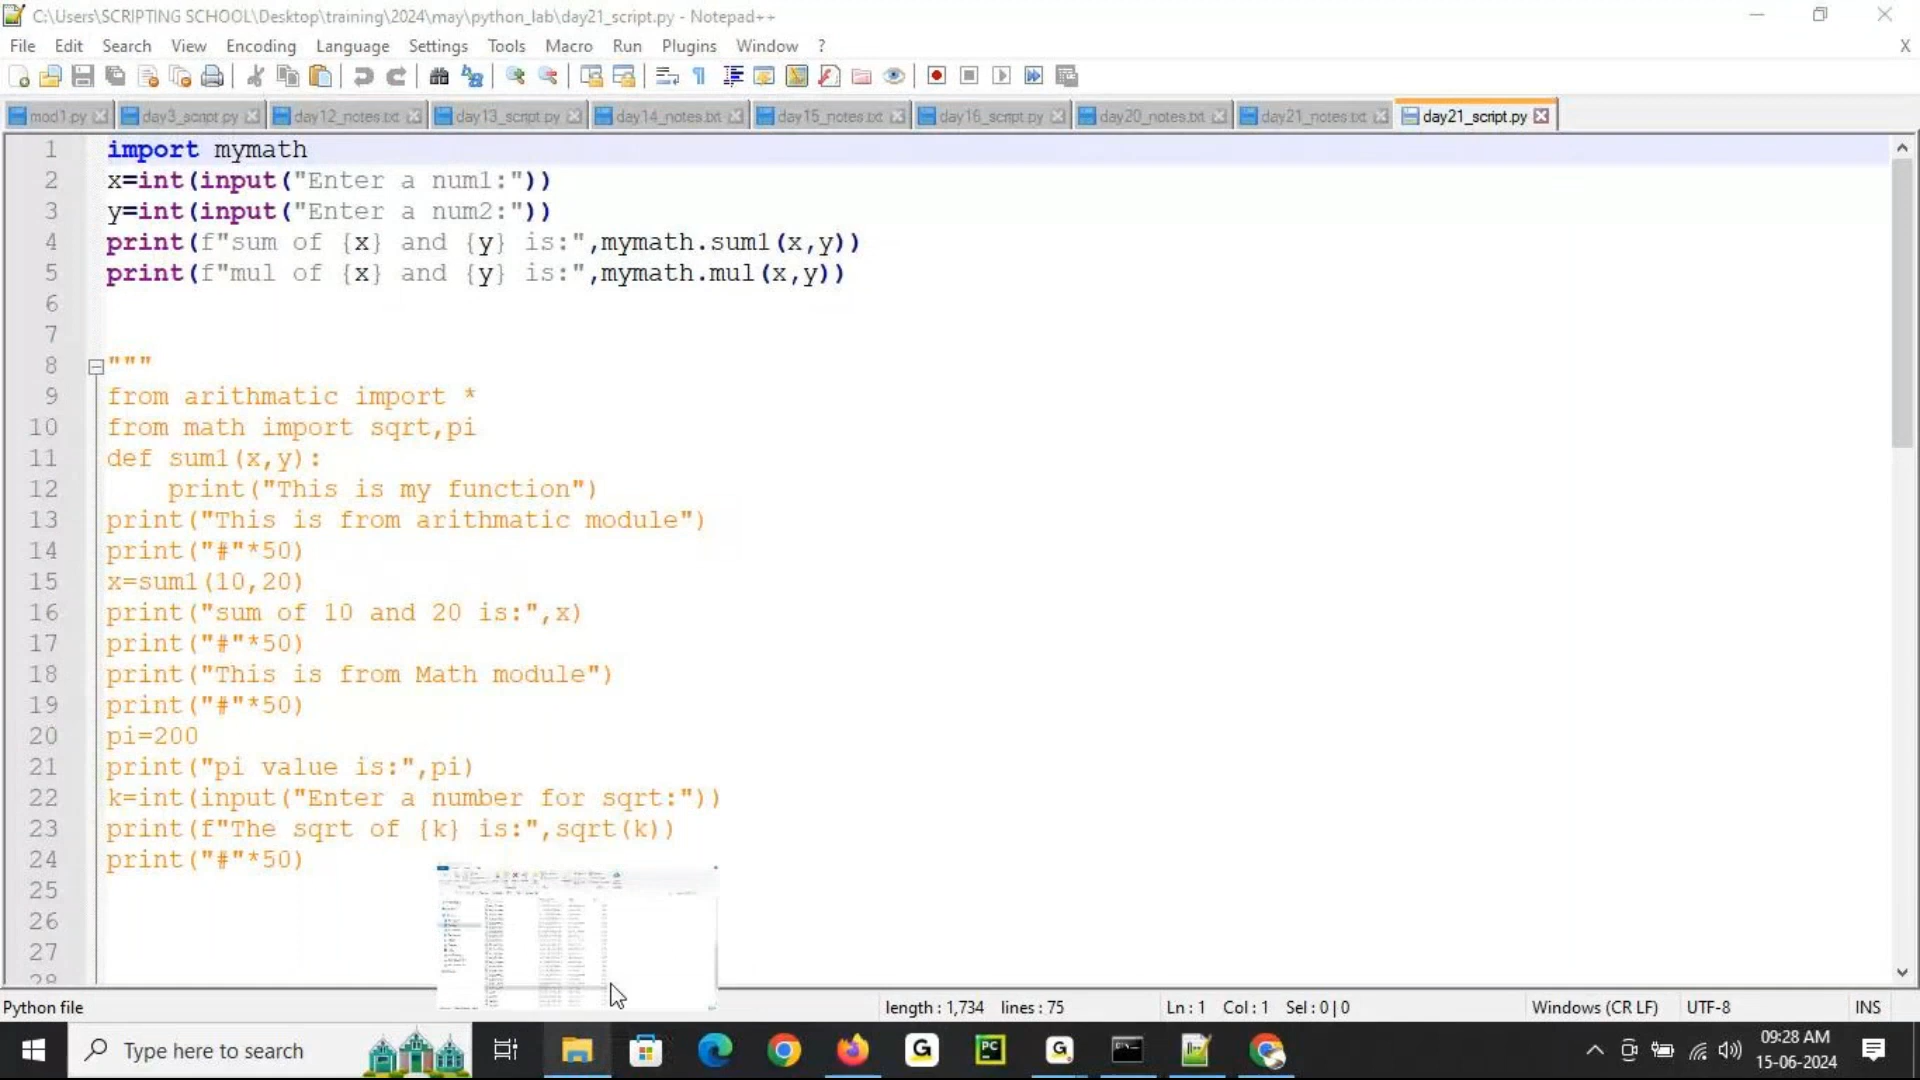 C:\Users\SCRIPTING SCHOOL\Desktop\training\2024\may\python_lab\day21_script.py - Notepad++
File Edit Search View Encoding Language Settings Tools Macro Run Plugins Window ? X
mod1.py day3_script.py day12_notes.txt day13_script.py day14_notes.txt day15_notes.txt day16_script.py day20_notes.txt day21_notes.txt day21_script.py
1 import mymath
2 x=int(input("Enter a num1:"))
3 y=int(input("Enter a num2:"))
4 print(f"sum of {x} and {y} is:",mymath.sum1(x,y))
5 print(f"mul of {x} and {y} is:",mymath.mul(x,y))
6
7
8 """
9 from arithmatic import *
10 from math import sqrt,pi
11 def sum1(x,y):
12 print("This is my function")
13 print("This is from arithmatic module")
14 print("#"*50)
15 x=sum1(10,20)
16 print("sum of 10 and 20 is:",x)
17 print("#"*50)
18 print("This is from Math module")
19 print("#"*50)
20 pi=200
21 print("pi value is:",pi)
22 k=int(input("Enter a number for sqrt:"))
23 print(f"The sqrt of {k} is:",sqrt(k))
24 print("#"*50)
25
26
27
28
Python file length : 1,734 lines : 75 Ln : 1 Col : 1 Sel : 0 | 0 Windows (CR LF) UTF-8 INS
Type here to search
09:28 AM
15-06-2024